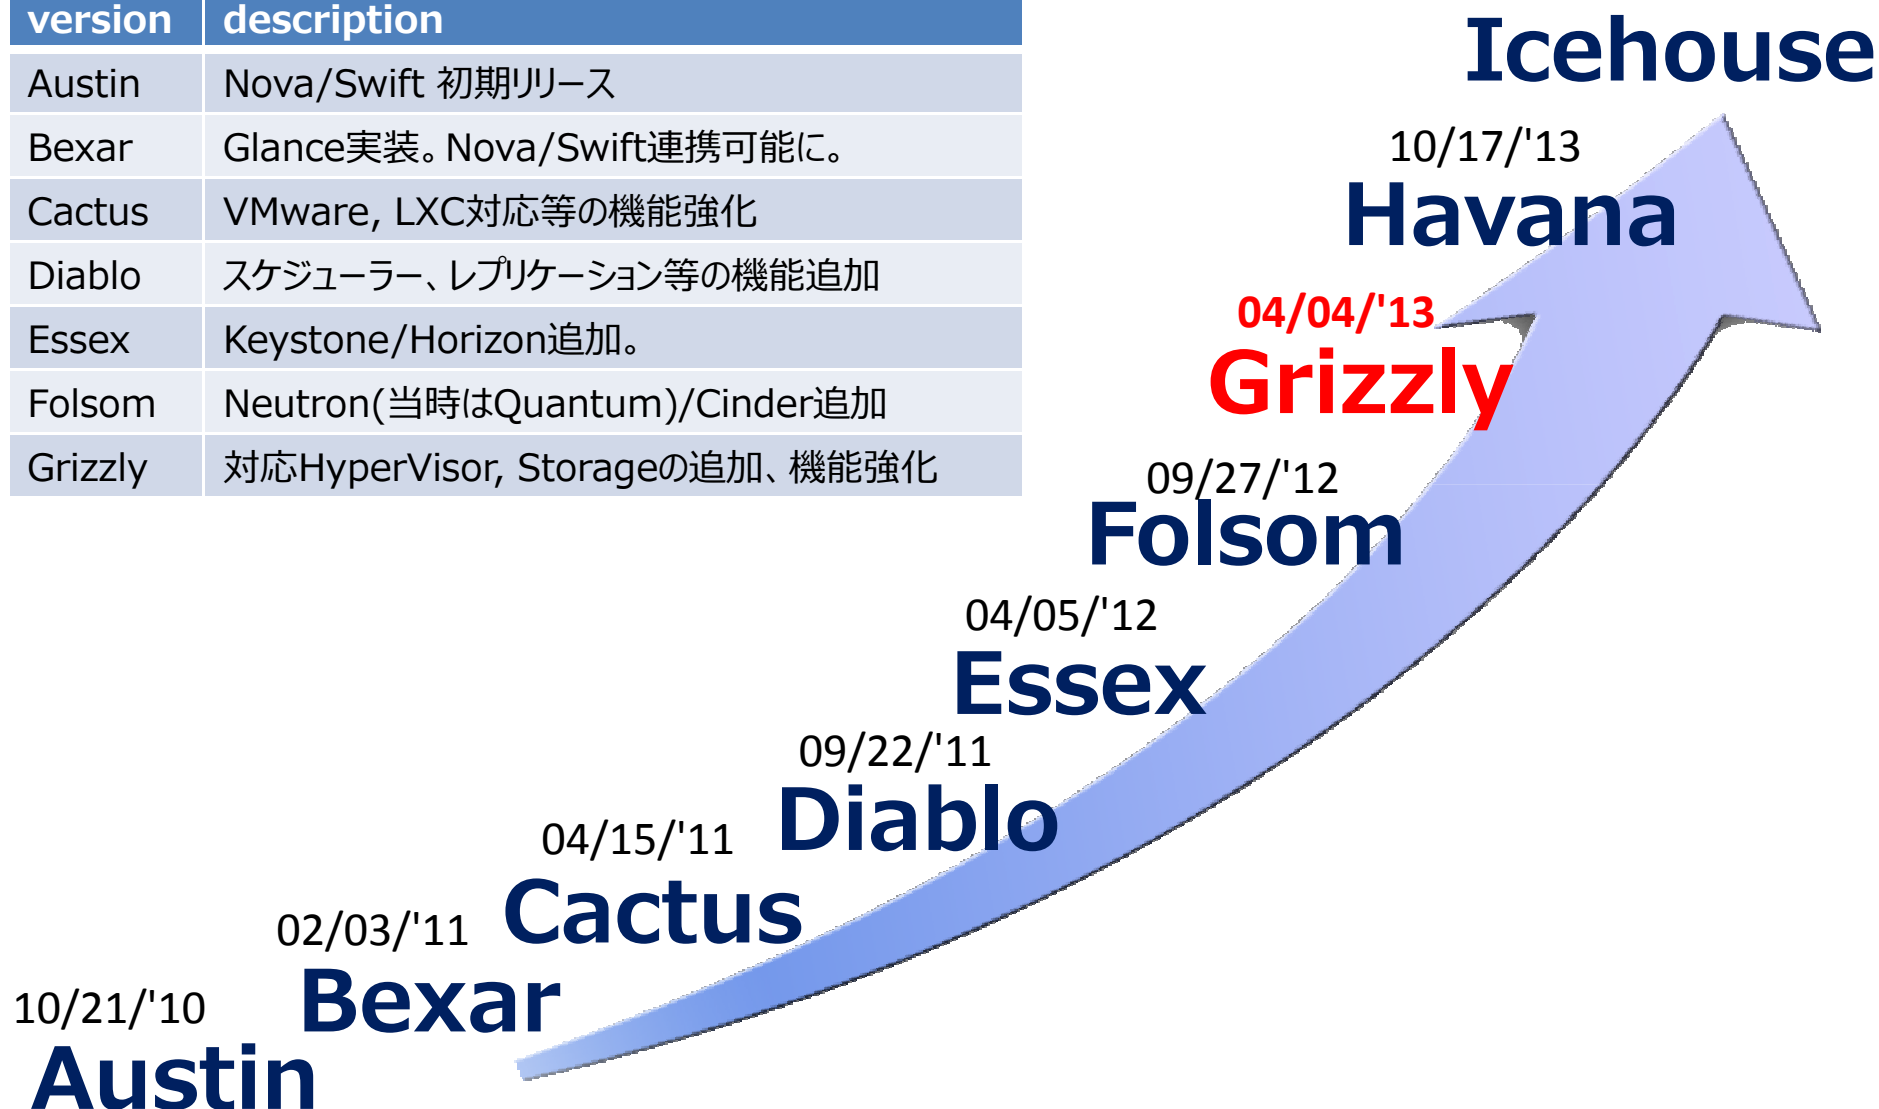 version description
Austin Nova/Swift 初期リリース
Bexar Glance実装。Nova/Swift連携可能に。
Cactus VMware, LXC対応等の機能強化
Diablo スケジューラー、レプリケーション等の機能追加
Essex Keystone/Horizon追加。
Folsom Neutron(当時はQuantum)/Cinder追加
Grizzly 対応HyperVisor, Storageの追加、機能強化
Icehouse
10/17/'13
Havana
04/04/'13
Grizzly
09/27/'12
Folsom
04/05/'12
Essex
09/22/'11
Diablo
04/15/'11
Cactus
02/03/'11
Bexar
10/21/'10
Austin